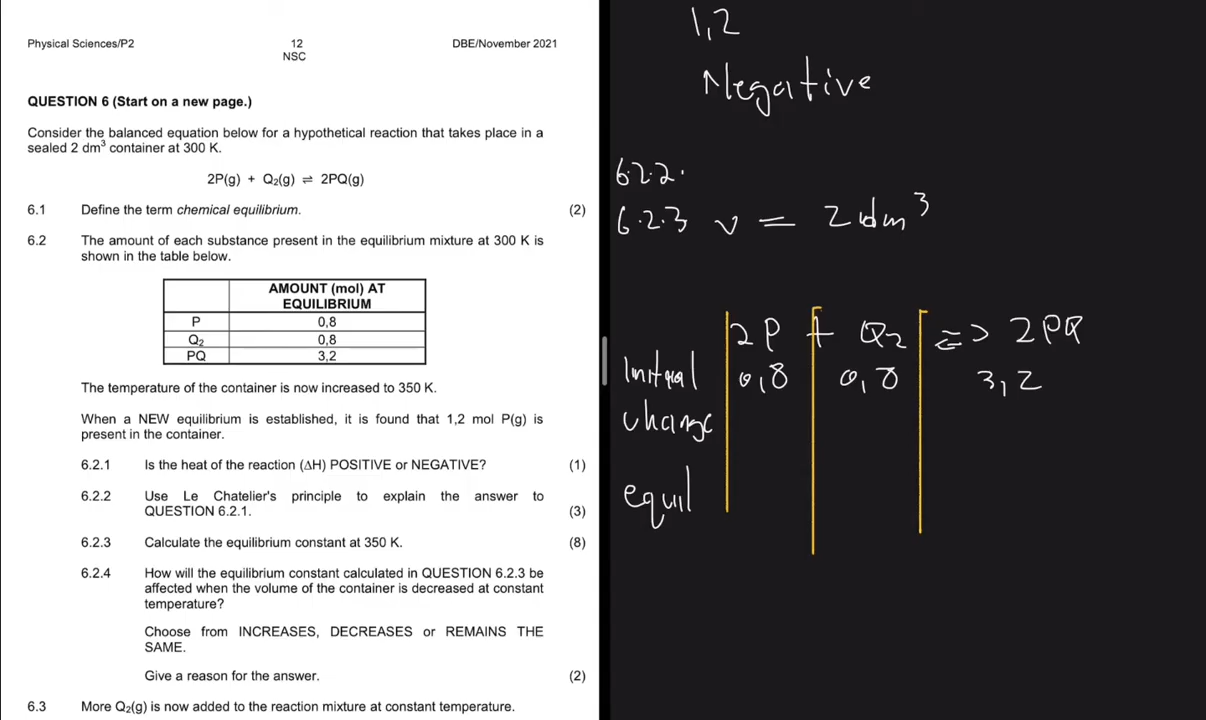 Physical Sciences/P2 12 DBE/November 2021
NSC
QUESTION 6 (Start on a new page.)
Consider the balanced equation below for a hypothetical reaction that takes place in a
sealed 2 dm³ container at 300 K.
2P(g) + Q₂(g) ⇌ 2PQ(g)
6.1 Define the term chemical equilibrium. (2)
6.2 The amount of each substance present in the equilibrium mixture at 300 K is
shown in the table below.
AMOUNT (mol) AT
EQUILIBRIUM
P 0,8
Q₂ 0,8
PQ 3,2
The temperature of the container is now increased to 350 K.
When a NEW equilibrium is established, it is found that 1,2 mol P(g) is
present in the container.
6.2.1 Is the heat of the reaction (ΔH) POSITIVE or NEGATIVE? (1)
6.2.2 Use Le Chatelier's principle to explain the answer to
QUESTION 6.2.1. (3)
6.2.3 Calculate the equilibrium constant at 350 K. (8)
6.2.4 How will the equilibrium constant calculated in QUESTION 6.2.3 be
affected when the volume of the container is decreased at constant
temperature?
Choose from INCREASES, DECREASES or REMAINS THE
SAME.
Give a reason for the answer. (2)
6.3 More Q₂(g) is now added to the reaction mixture at constant temperature.
1,2
Negative
6.2.2.
6.2.3 v = 2dm³
2P + Q₂ ⇌ 2PQ
Initial 0,8 0,8 3,2
change
equil